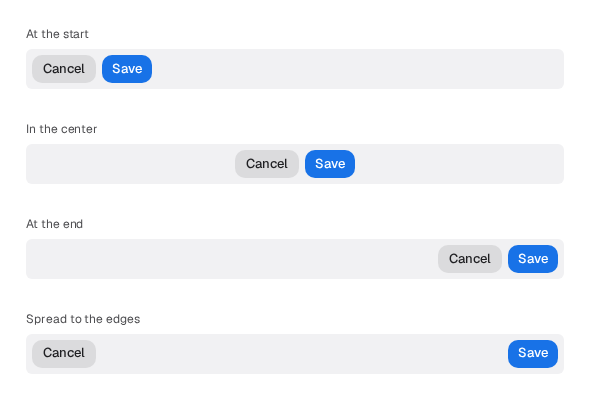 At the start
Cancel Save
In the center
Cancel Save
At the end
Cancel Save
Spread to the edges
Cancel Save